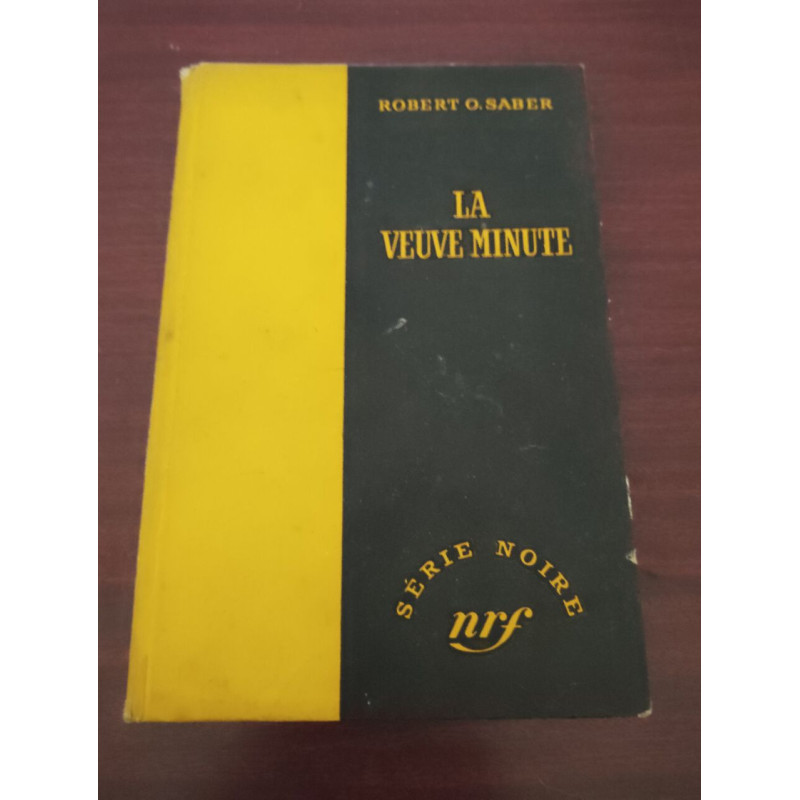 ROBERT O. SABER
LA
VEUVE MINUTE
SÉRIE NOIRE
nrf